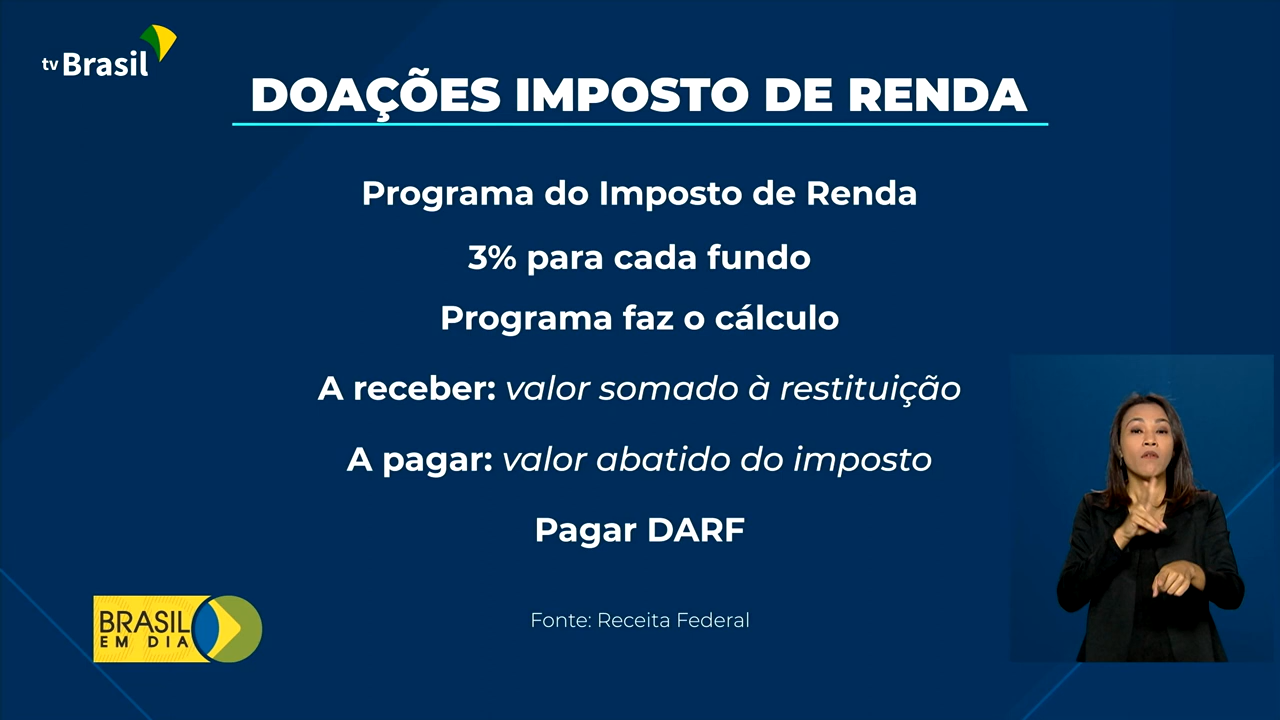 tv Brasil
DOAÇÕES IMPOSTO DE RENDA
Programa do Imposto de Renda
3% para cada fundo
Programa faz o cálculo
A receber: valor somado à restituição
A pagar: valor abatido do imposto
Pagar DARF
BRASIL
EM DIA
Fonte: Receita Federal